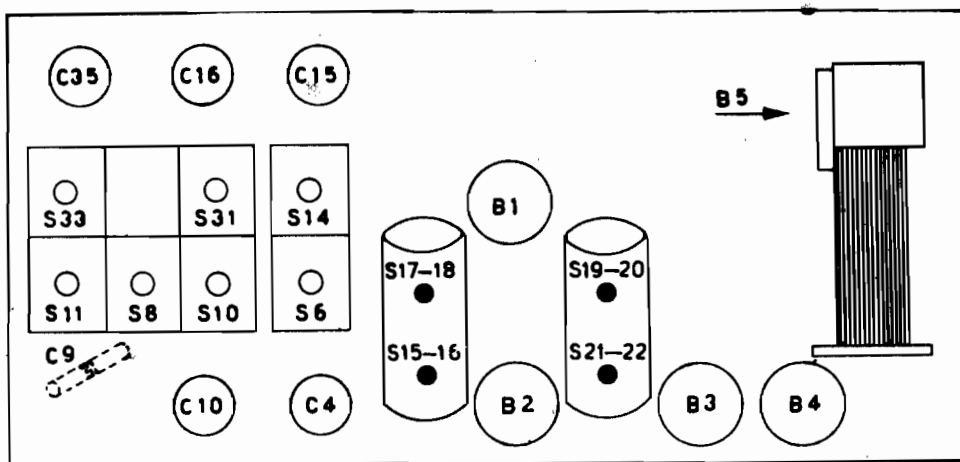 C35
C16
C15
B5
S33
S31
S14
B1
S11
S8
S10
S6
S17-18
S19-20
C9
S15-16
S21-22
C10
C4
B2
B3
B4